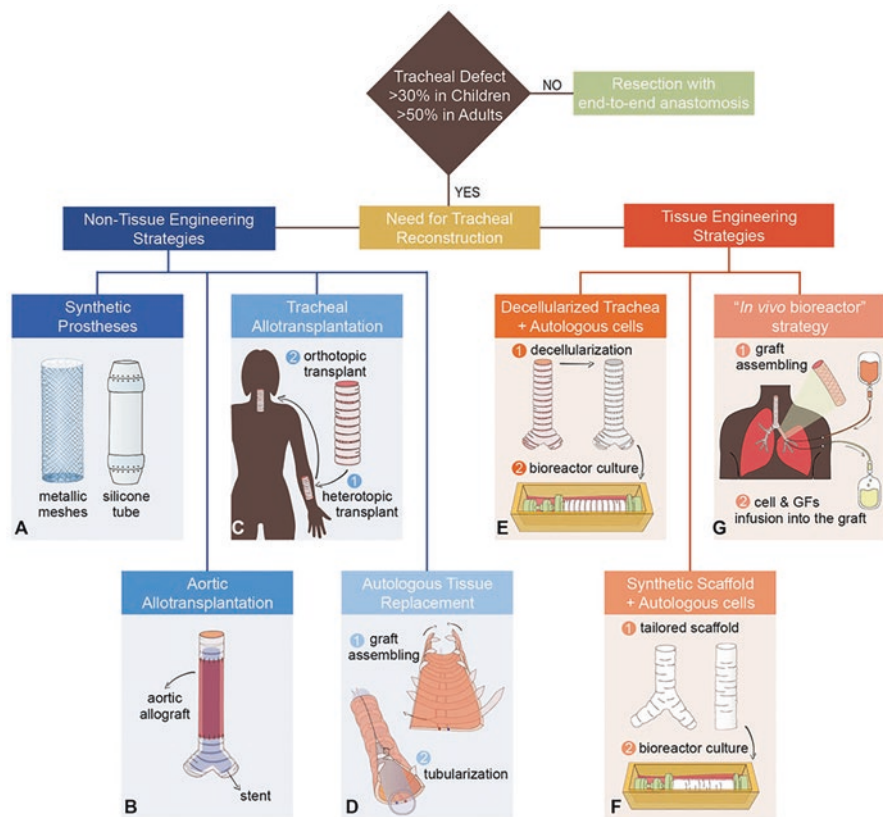 Tracheal Defect
>30% in Children
>50% in Adults
NO
Resection with
end-to-end anastomosis
YES
Non-Tissue Engineering
Strategies
Need for Tracheal
Reconstruction
Tissue Engineering
Strategies
Synthetic
Prostheses
metallic
meshes
silicone
tube
A
Tracheal
Allotransplantation
2 orthotopic
transplant
1
heterotopic
transplant
C
Decellularized Trachea
+ Autologous cells
1 decellularization
2 bioreactor culture
E
"In vivo bioreactor"
strategy
1 graft
assembling
2 cell & GFs
infusion into the graft
G
Aortic
Allotransplantation
aortic
allograft
stent
B
Autologous Tissue
Replacement
1 graft
assembling
2
tubularization
D
Synthetic Scaffold
+ Autologous cells
1 tailored scaffold
2 bioreactor culture
F